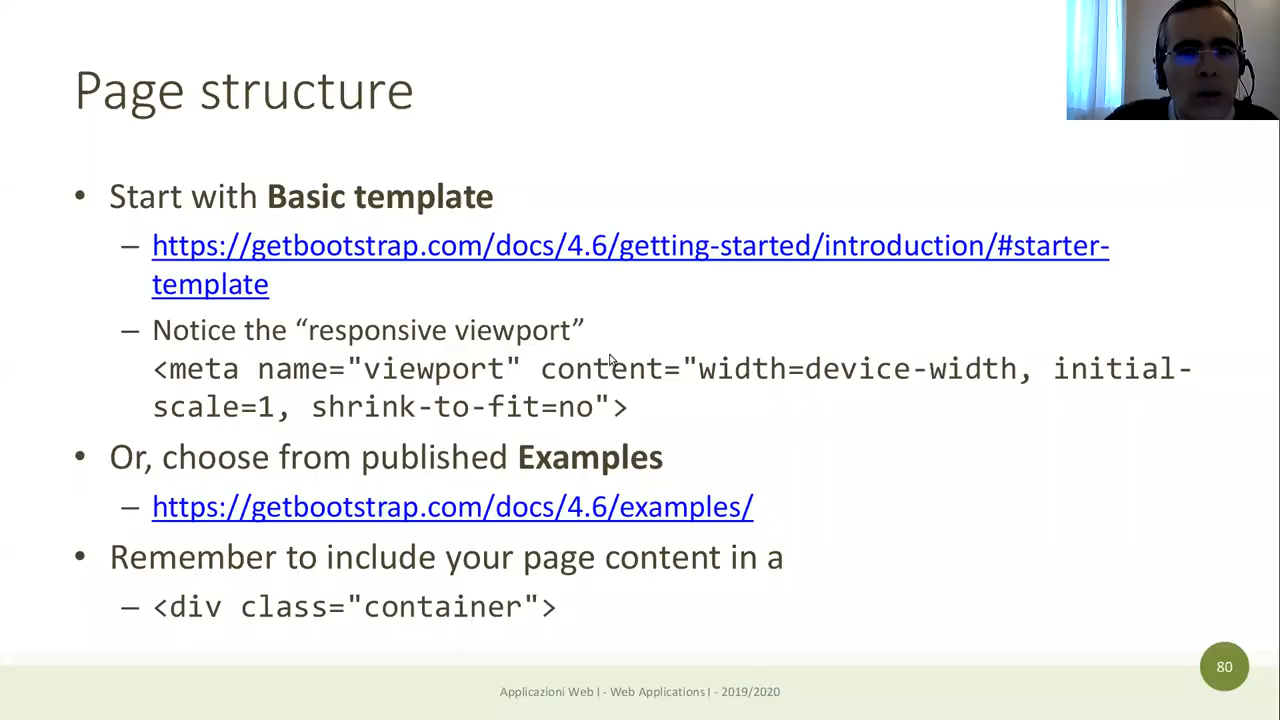 Page structure
• Start with Basic template
– https://getbootstrap.com/docs/4.6/getting-started/introduction/#starter-
template
– Notice the “responsive viewport”
<meta name="viewport" content="width=device-width, initial-
scale=1, shrink-to-fit=no">
• Or, choose from published Examples
– https://getbootstrap.com/docs/4.6/examples/
• Remember to include your page content in a
– <div class="container">
80
Applicazioni Web I - Web Applications I - 2019/2020